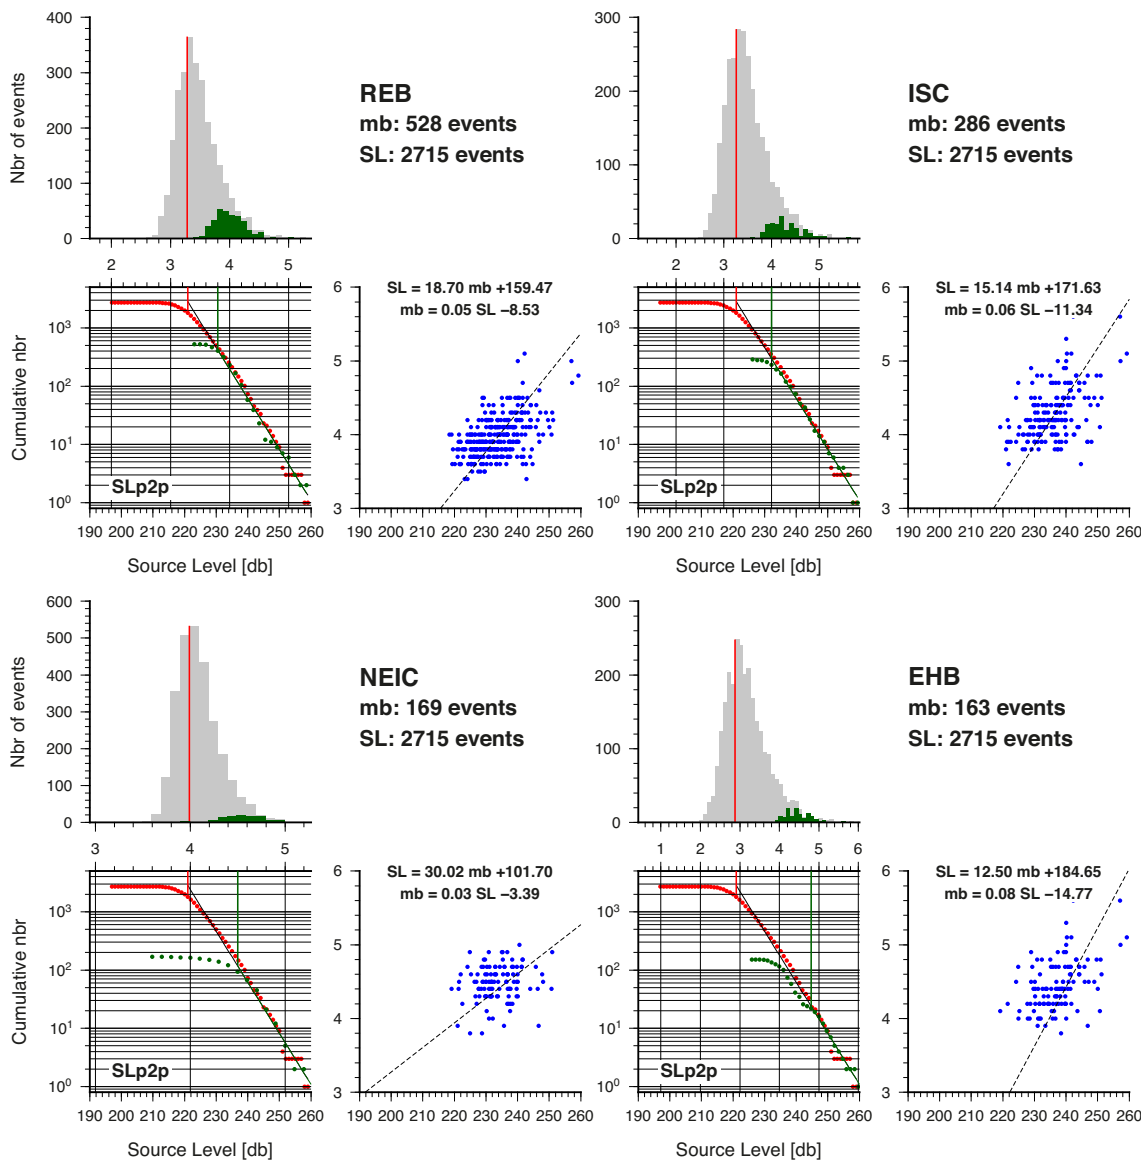 400
300
200
100
0
Nbr of events
2 3 4 5
REB
mb: 528 events
SL: 2715 events
300
200
100
0
2 3 4 5
ISC
mb: 286 events
SL: 2715 events
10³
10²
10¹
10⁰
Cumulative nbr
SLp2p
190 200 210 220 230 240 250 260
Source Level [db]
6
5
4
3
SL = 18.70 mb +159.47
mb = 0.05 SL −8.53
190 200 210 220 230 240 250 260
10³
10²
10¹
10⁰
SLp2p
190 200 210 220 230 240 250 260
Source Level [db]
6
5
4
3
SL = 15.14 mb +171.63
mb = 0.06 SL −11.34
190 200 210 220 230 240 250 260
600
500
400
300
200
100
0
Nbr of events
3 4 5
NEIC
mb: 169 events
SL: 2715 events
300
200
100
0
1 2 3 4 5 6
EHB
mb: 163 events
SL: 2715 events
10³
10²
10¹
10⁰
Cumulative nbr
SLp2p
190 200 210 220 230 240 250 260
Source Level [db]
6
5
4
3
SL = 30.02 mb +101.70
mb = 0.03 SL −3.39
190 200 210 220 230 240 250 260
10³
10²
10¹
10⁰
SLp2p
190 200 210 220 230 240 250 260
Source Level [db]
6
5
4
3
SL = 12.50 mb +184.65
mb = 0.08 SL −14.77
190 200 210 220 230 240 250 260